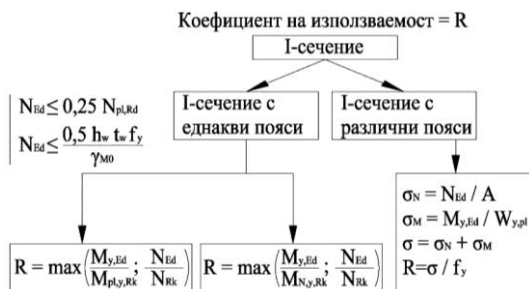 Коефициент на използваемост = R
I-сечение
I-сечение с
еднакви пояси
I-сечение с
различни пояси
N_Ed ≤ 0,25 N_pl,Rd
N_Ed ≤ 0,5 h_w t_w f_y / γ_M0
σ_N = N_Ed / A
σ_M = M_y,Ed / W_y,pl
σ = σ_N + σ_M
R=σ / f_y
R = max(M_y,Ed / M_pl,y,Rk ; N_Ed / N_Rk)
R = max(M_y,Ed / M_N,y,Rk ; N_Ed / N_Rk)